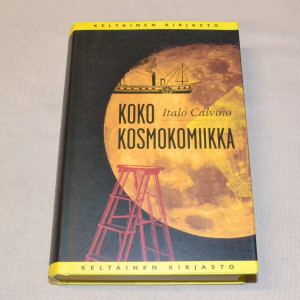 KELTAINEN KIRJASTO
Italo Calvino
KOKO
KOSMOKOMIIKKA
KELTAINEN KIRJASTO